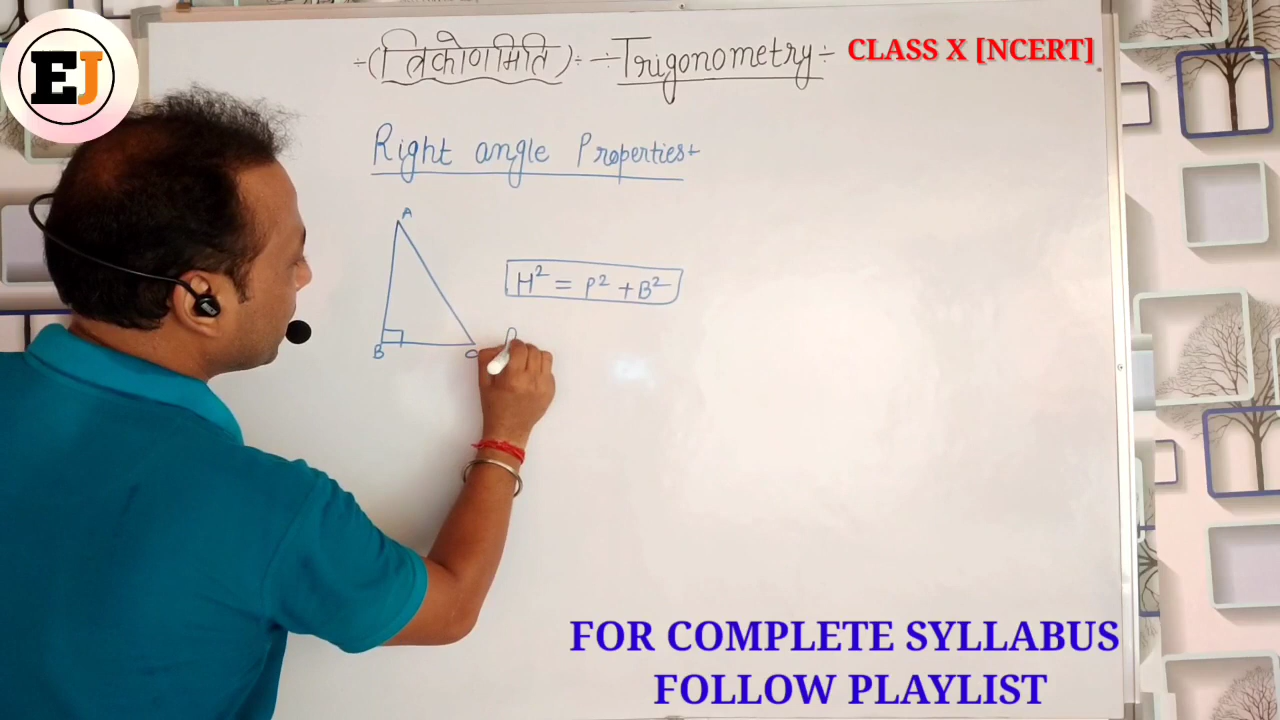 EJ
÷(त्रिकोणमिति)÷ — Trigonometry÷ CLASS X [NCERT]
Right angle Properties÷
A
H² = P² + B²
B C
FOR COMPLETE SYLLABUS
FOLLOW PLAYLIST